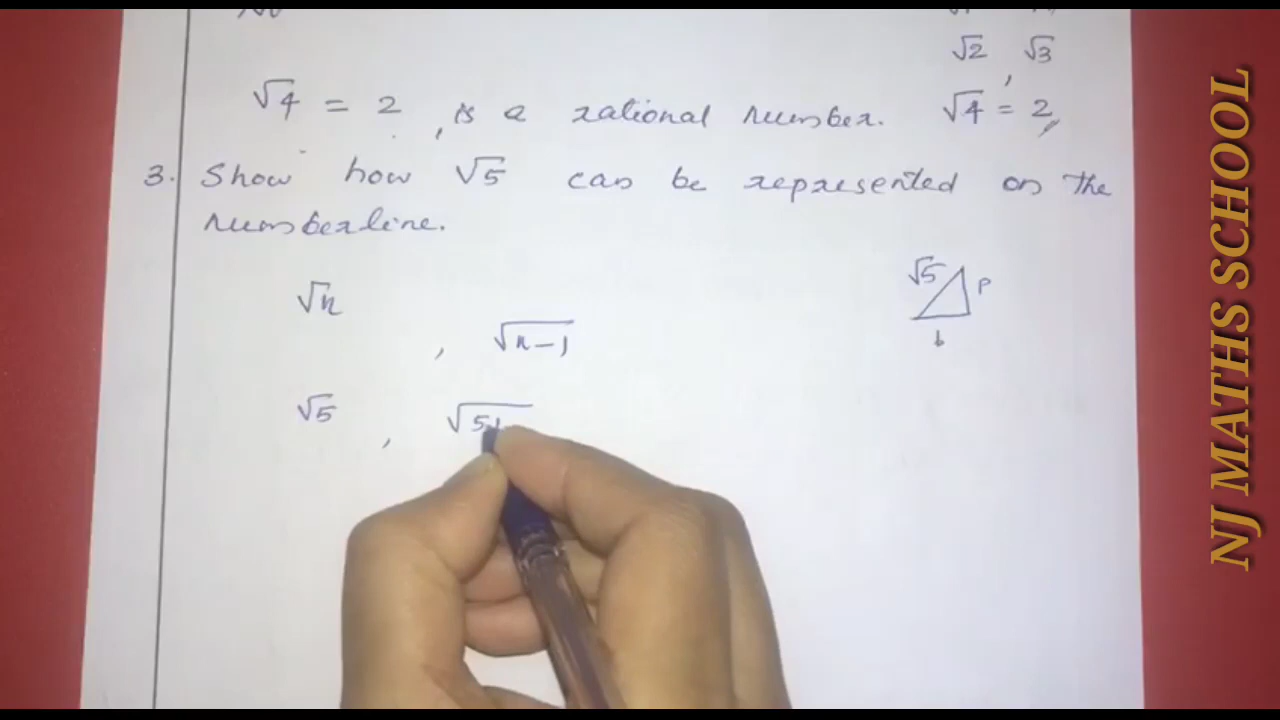 √2, √3
√4 = 2, is a rational number. √4 = 2
3. Show how √5 can be represented on the
numberline.
√5 p
b
√n, √n-1
√5, √5
NJ MATHS SCHOOL